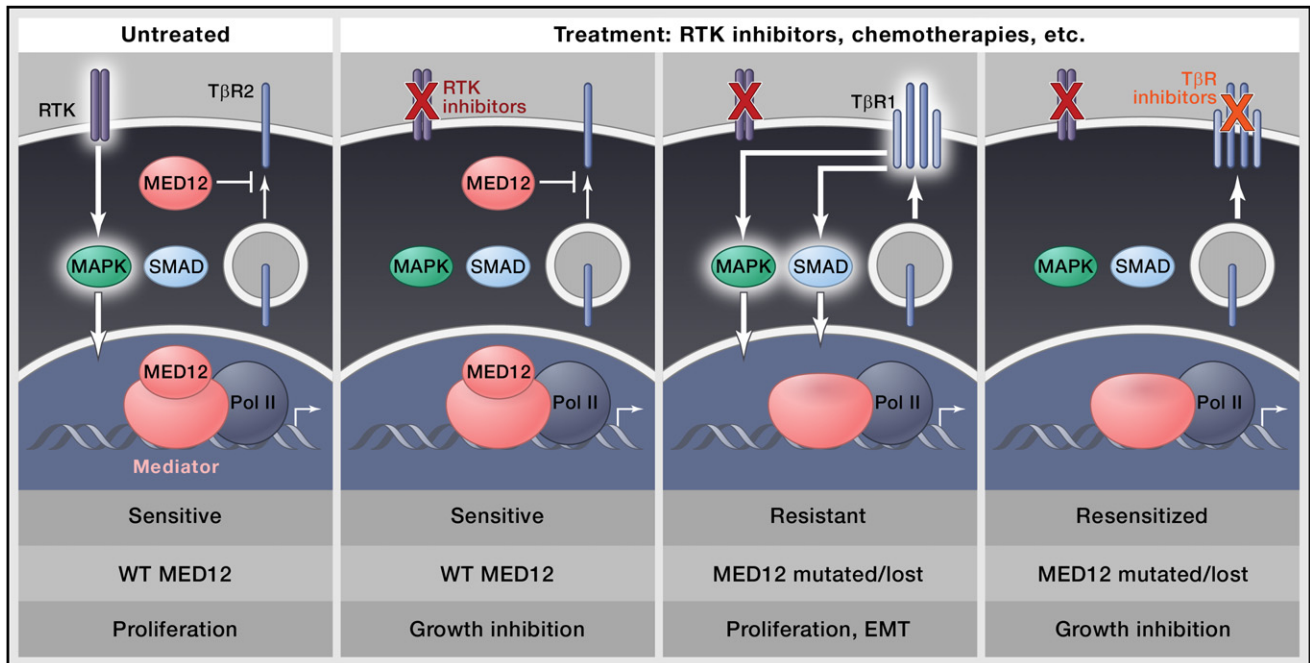 Untreated
Treatment: RTK inhibitors, chemotherapies, etc.
RTK
TβR2
MED12
MAPK
SMAD
MED12
Pol II
Mediator
Sensitive
WT MED12
Proliferation
RTK
inhibitors
MED12
MAPK
SMAD
MED12
Pol II
Sensitive
WT MED12
Growth inhibition
TβR1
MAPK
SMAD
Pol II
Resistant
MED12 mutated/lost
Proliferation, EMT
TβR
inhibitors
MAPK
SMAD
Pol II
Resensitized
MED12 mutated/lost
Growth inhibition